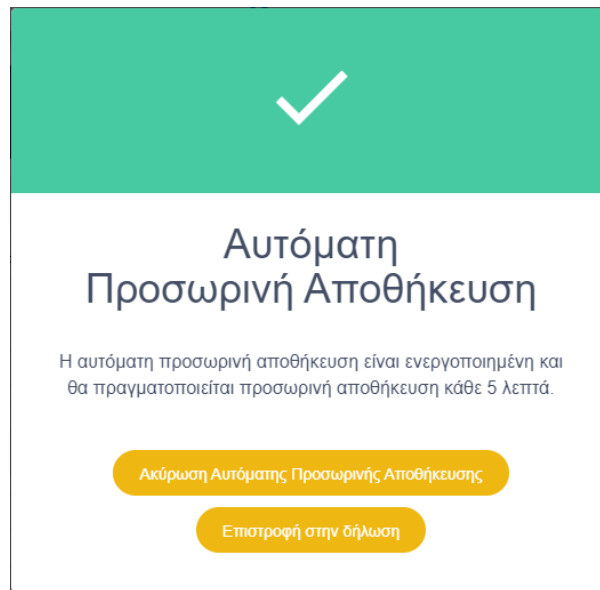 Αυτόματη
Προσωρινή Αποθήκευση
Η αυτόματη προσωρινή αποθήκευση είναι ενεργοποιημένη και
θα πραγματοποιείται προσωρινή αποθήκευση κάθε 5 λεπτά.
Ακύρωση Αυτόματης Προσωρινής Αποθήκευσης
Επιστροφή στην δήλωση